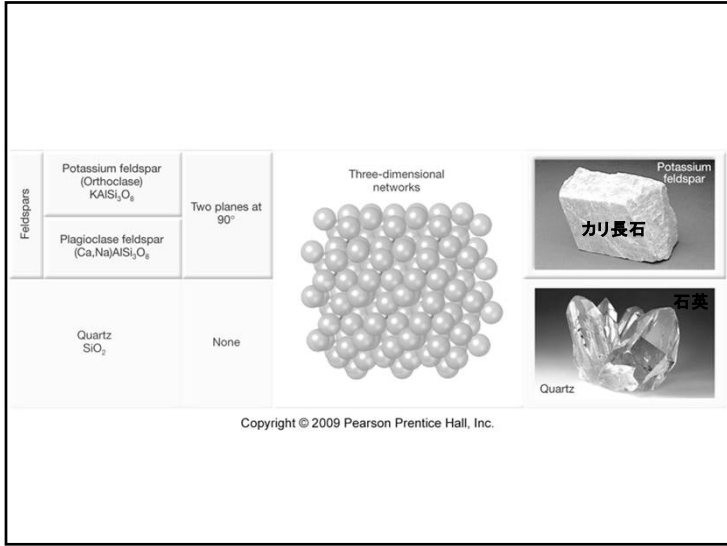 Feldspars
Potassium feldspar
(Orthoclase)
KAlSi₃O₈
Plagioclase feldspar
(Ca,Na)AlSi₃O₈
Two planes at
90°
Quartz
SiO₂
None
Three-dimensional
networks
Potassium
feldspar
カリ長石
石英
Quartz
Copyright © 2009 Pearson Prentice Hall, Inc.